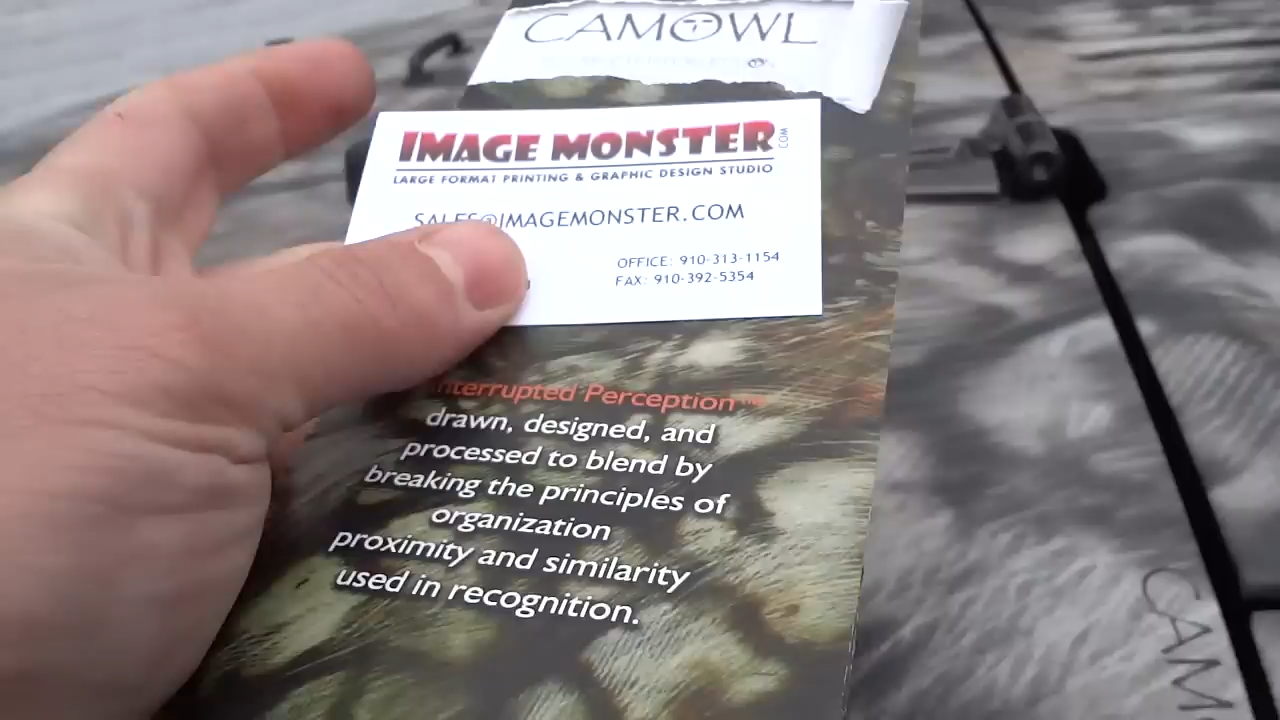 CAMOWL
IMAGE MONSTER
.COM
LARGE FORMAT PRINTING & GRAPHIC DESIGN STUDIO
SALES@IMAGEMONSTER.COM
OFFICE: 910-313-1154
FAX: 910-392-5354
Interrupted Perception™
drawn, designed, and
processed to blend by
breaking the principles of
organization
proximity and similarity
used in recognition.
CAM